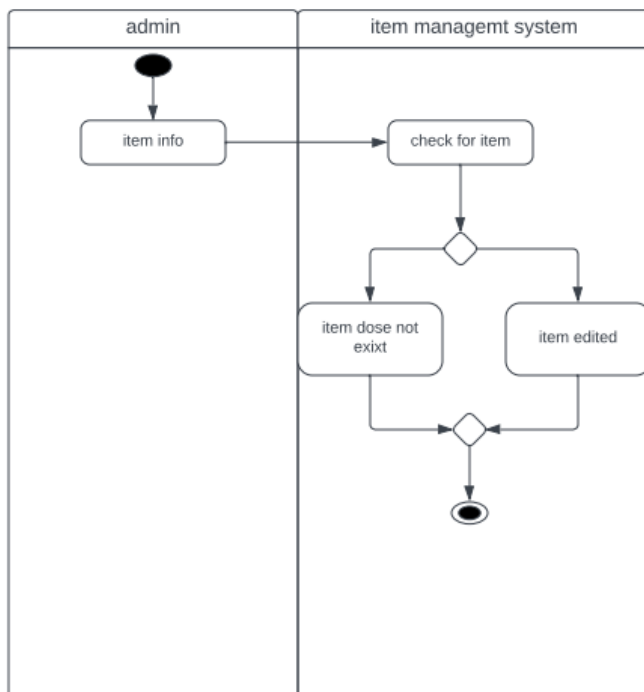 admin
item managemt system
item info
check for item
item dose not
exixt
item edited